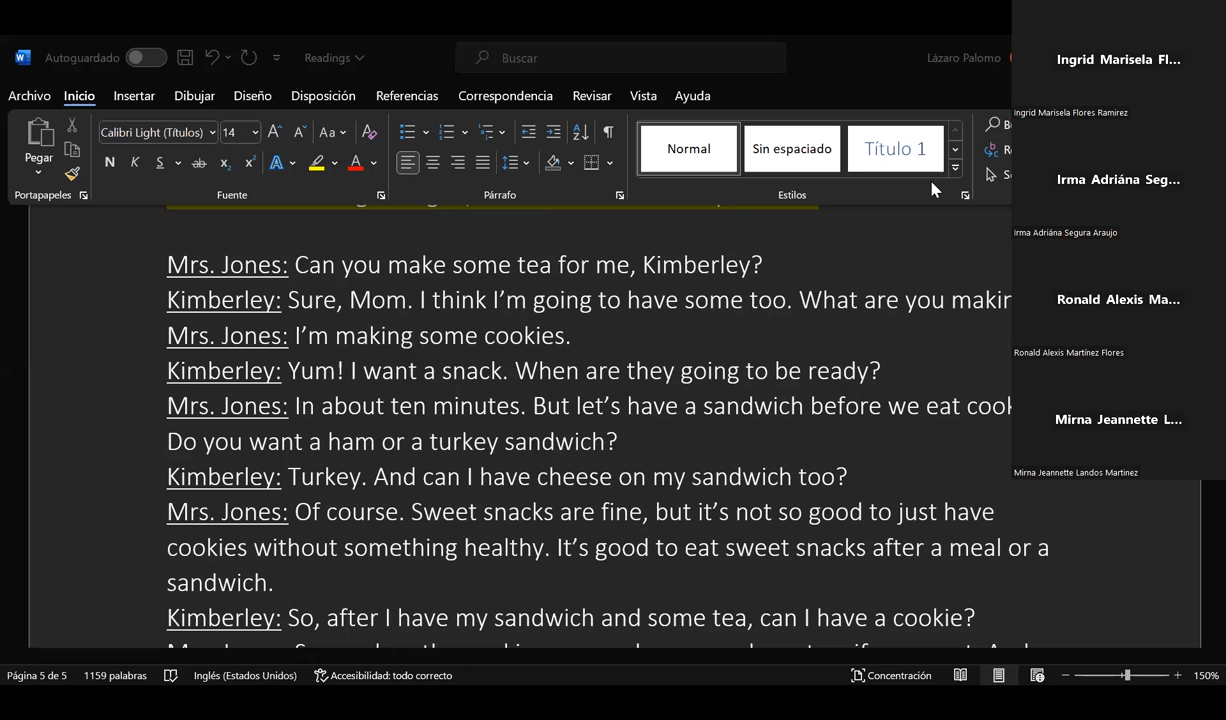 Autoguardado
Readings
Buscar
Lázaro Palomo
Archivo Inicio Insertar Dibujar Diseño Disposición Referencias Correspondencia Revisar Vista Ayuda
Pegar
Calibri Light (Títulos) 14
Aa
N K S ab x₂ x² A A
Normal
Sin espaciado
Título 1
Portapapeles
Fuente
Párrafo
Estilos
Mrs. Jones: Can you make some tea for me, Kimberley?
Kimberley: Sure, Mom. I think I’m going to have some too. What are you makin
Mrs. Jones: I’m making some cookies.
Kimberley: Yum! I want a snack. When are they going to be ready?
Mrs. Jones: In about ten minutes. But let’s have a sandwich before we eat cook
Do you want a ham or a turkey sandwich?
Kimberley: Turkey. And can I have cheese on my sandwich too?
Mrs. Jones: Of course. Sweet snacks are fine, but it’s not so good to just have
cookies without something healthy. It’s good to eat sweet snacks after a meal or a
sandwich.
Kimberley: So, after I have my sandwich and some tea, can I have a cookie?
Ingrid Marisela Fl...
Ingrid Marisela Flores Ramirez
Irma Adriána Seg...
Irma Adriána Segura Araujo
Ronald Alexis Ma...
Ronald Alexis Martínez Flores
Mirna Jeannette L...
Mirna Jeannette Landos Martinez
Página 5 de 5 1159 palabras Inglés (Estados Unidos) Accesibilidad: todo correcto Concentración 150%